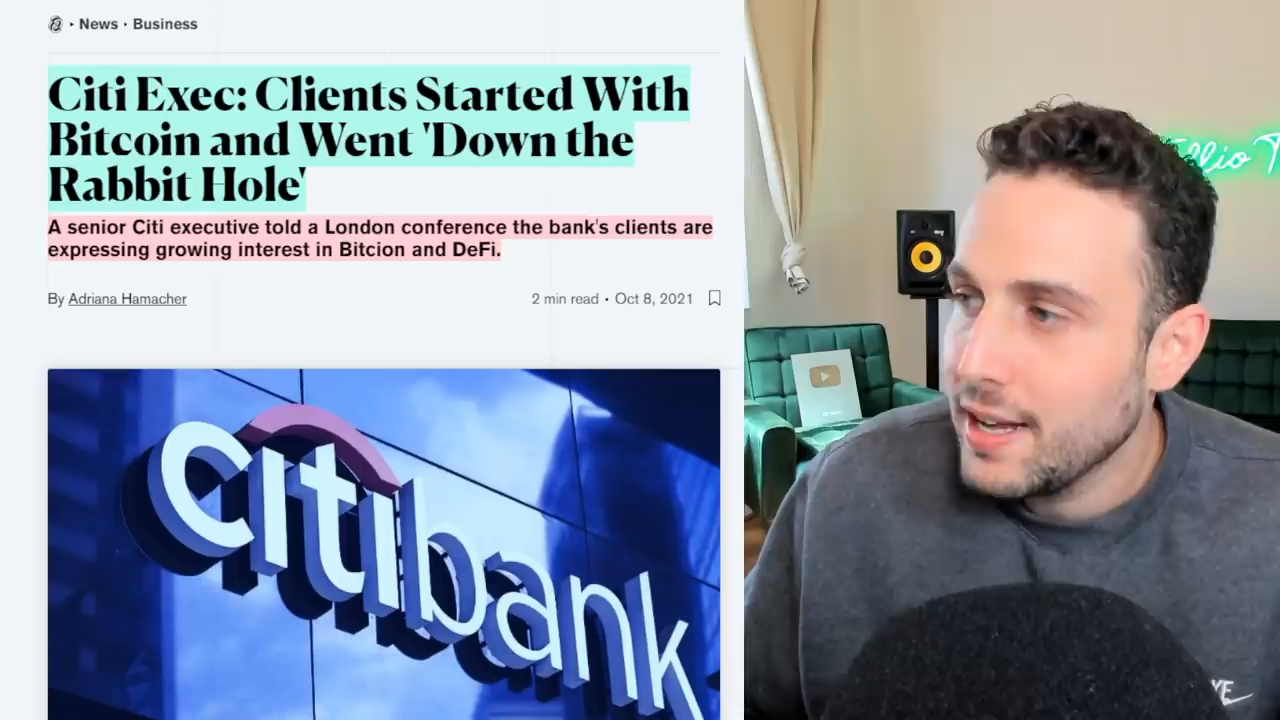 • News • Business
Citi Exec: Clients Started With
Bitcoin and Went 'Down the
Rabbit Hole'
A senior Citi executive told a London conference the bank's clients are
expressing growing interest in Bitcion and DeFi.
By Adriana Hamacher
2 min read • Oct 8, 2021
citibank